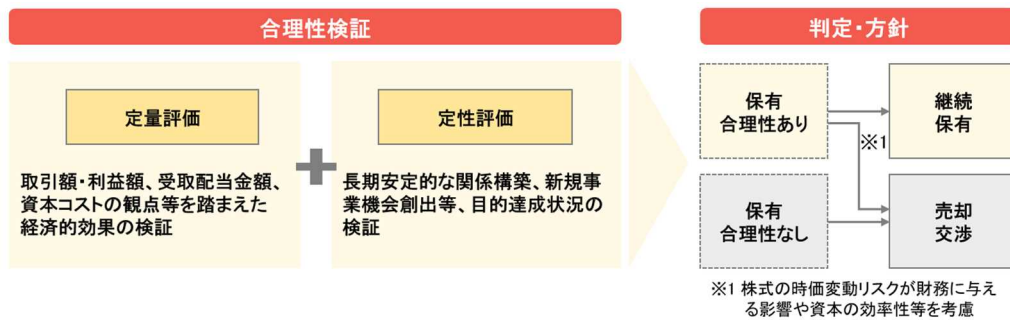 合理性検証
定量評価
取引額・利益額、受取配当金額、
資本コストの観点等を踏まえた
経済的効果の検証
定性評価
長期安定的な関係構築、新規事
業機会創出等、目的達成状況の
検証
判定・方針
保有
合理性あり
継続
保有
※1
保有
合理性なし
売却
交渉
※1 株式の時価変動リスクが財務に与え
る影響や資本の効率性等を考慮